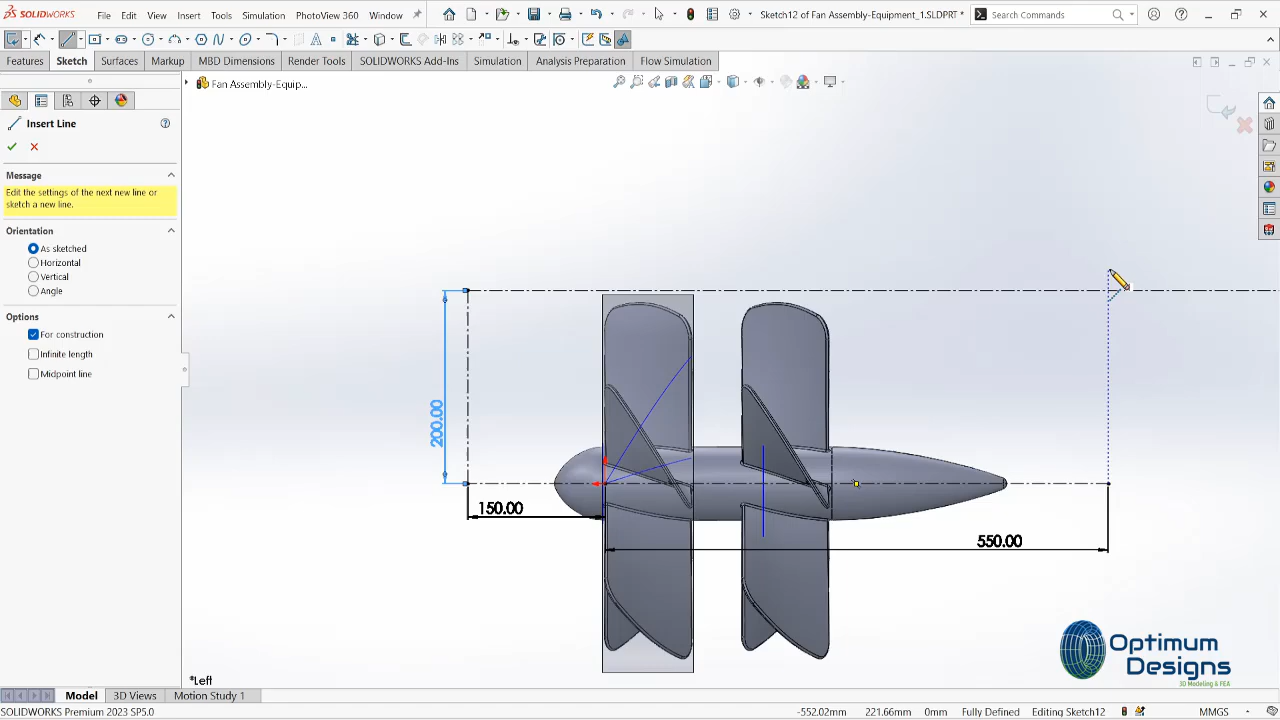 SOLIDWORKS
File Edit View Insert Tools Simulation PhotoView 360 Window
Sketch12 of Fan Assembly-Equipment_1.SLDPRT *
Search Commands
Features Sketch Surfaces Markup MBD Dimensions Render Tools SOLIDWORKS Add-Ins Simulation Analysis Preparation Flow Simulation
Fan Assembly-Equip...
Insert Line
Message
Edit the settings of the next new line or
sketch a new line.
Orientation
As sketched
Horizontal
Vertical
Angle
Options
For construction
Infinite length
Midpoint line
200.00
150.00
550.00
*Left
Optimum
Designs
3D Modeling & FEA
Model 3D Views Motion Study 1
SOLIDWORKS Premium 2023 SP5.0
-552.02mm 221.66mm 0mm Fully Defined Editing Sketch12 MMGS